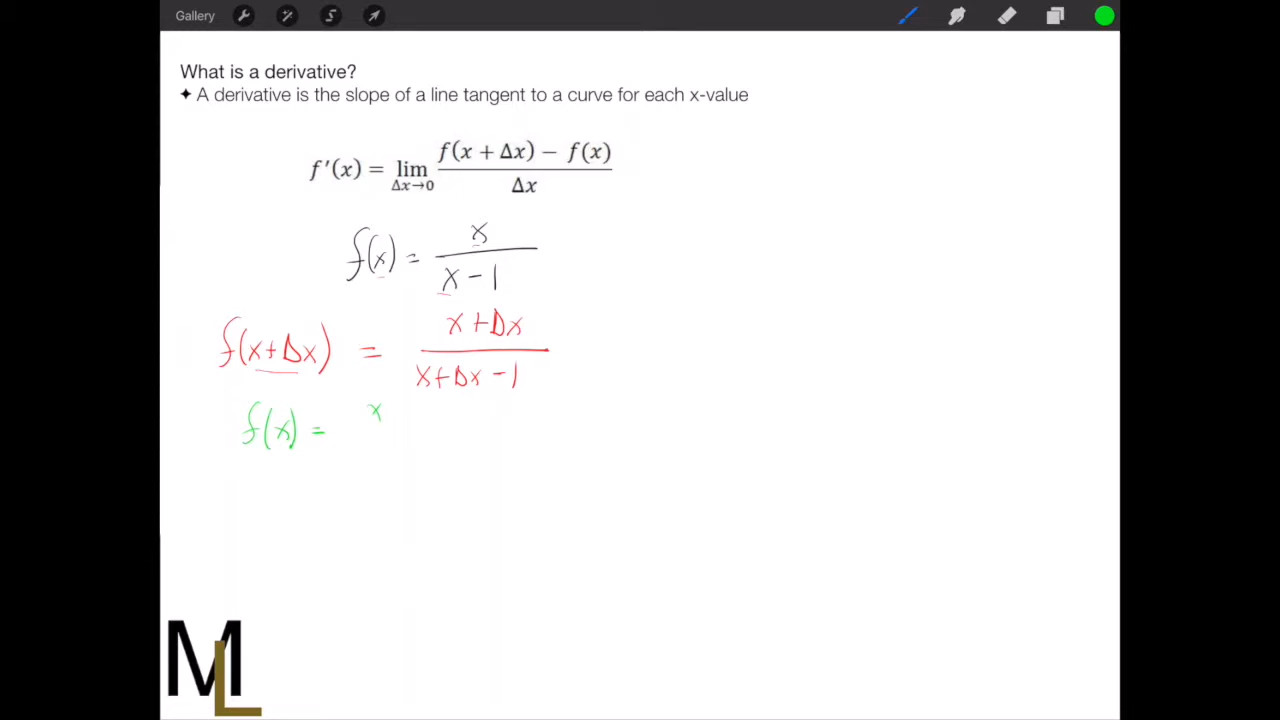 Gallery
What is a derivative?
✦ A derivative is the slope of a line tangent to a curve for each x-value
f'(x) = lim Δx→0 f(x + Δx) − f(x) / Δx
f(x) = x / x − 1
f(x+Δx) = x+Δx / x+Δx − 1
f(x) = x
ML